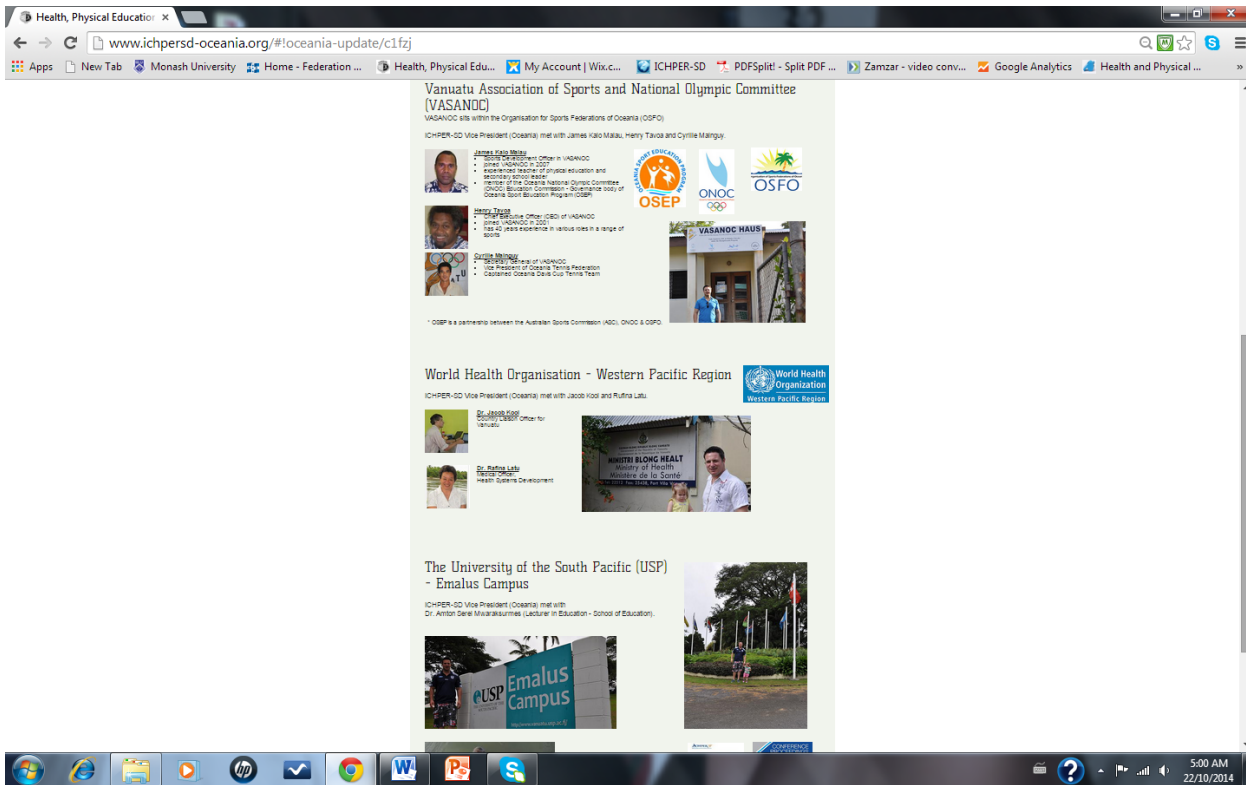 Health, Physical Education
www.ichpersd-oceania.org/#!oceania-update/c1fzj
Apps New Tab Monash University Home - Federation ... Health, Physical Edu... My Account | Wix.c... ICHPER-SD PDFSplit! - Split PDF ... Zamzar - video conv... Google Analytics Health and Physical ... »
Vanuatu Association of Sports and National Olympic Committee
(VASANOC)
VASANOC sits within the Organisation for Sports Federations of Oceania (OSFO)
ICHPER-SD Vice President (Oceania) met with James Kalo Malau, Henry Tavoa and Cyrille Mainguy.
James Kalo Malau
• Sports Development Officer in VASANOC
• joined VASANOC in 2007
• experienced teacher of physical education and
secondary school leader
• member of the Oceania National Olympic Committee
(ONOC) Education Commission - Governance body of
Oceania Sport Education Program (OSEP)
OCEANIA SPORT EDUCATION PROGRAM
OSEP
ONOC
OSFO
Henry Tavoa
• Chief Executive Officer (CEO) of VASANOC
• joined VASANOC in 2001
• has 40 years experience in various roles in a range of
sports
VASANOC HAUS
Cyrille Mainguy
• Secretary General of VASANOC
• Vice President of Oceania Tennis Federation
• Captained Oceania Davis Cup Tennis Team
* OSEP is a partnership between the Australian Sports Commission (ASC), ONOC & OSFO.
World Health Organisation - Western Pacific Region
World Health
Organization
Western Pacific Region
ICHPER-SD Vice President (Oceania) met with Jacob Kool and Rufina Latu.
Dr. Jacob Kool
Country Liaison Officer for
Vanuatu
MINISTRI BLONG HEALT
Ministry of Health
Ministère de la Santé
Dr. Rafina Latu
Medical Officer,
Health Systems Development
The University of the South Pacific (USP)
- Emalus Campus
ICHPER-SD Vice President (Oceania) met with
Dr. Amton Serel Mwaraksurmes (Lecturer in Education - School of Education).
USP
Emalus
Campus
CONFERENCE
5:00 AM
22/10/2014